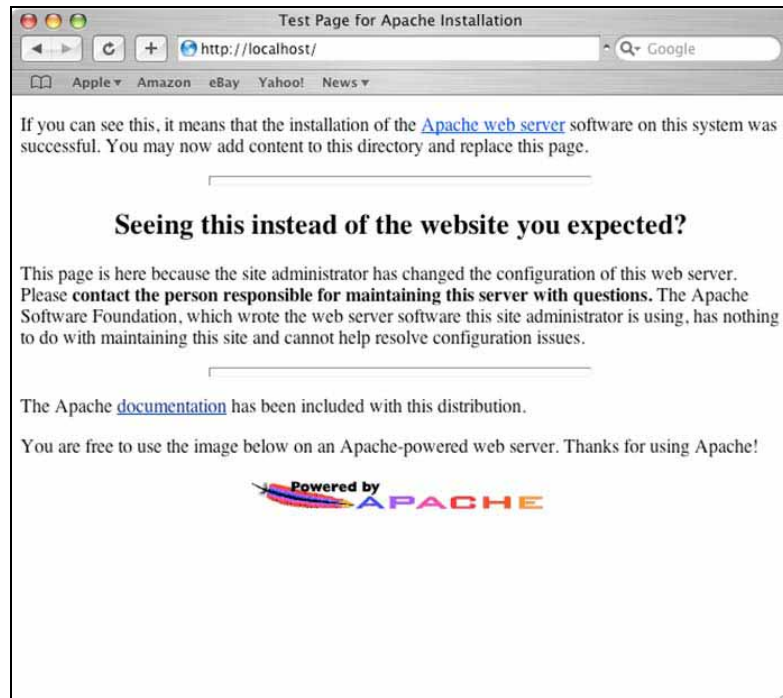 Test Page for Apache Installation
http://localhost/
Google
Apple Amazon eBay Yahoo! News
If you can see this, it means that the installation of the Apache web server software on this system was
successful. You may now add content to this directory and replace this page.
Seeing this instead of the website you expected?
This page is here because the site administrator has changed the configuration of this web server.
Please contact the person responsible for maintaining this server with questions. The Apache
Software Foundation, which wrote the web server software this site administrator is using, has nothing
to do with maintaining this site and cannot help resolve configuration issues.
The Apache documentation has been included with this distribution.
You are free to use the image below on an Apache-powered web server. Thanks for using Apache!
Powered by
APACHE